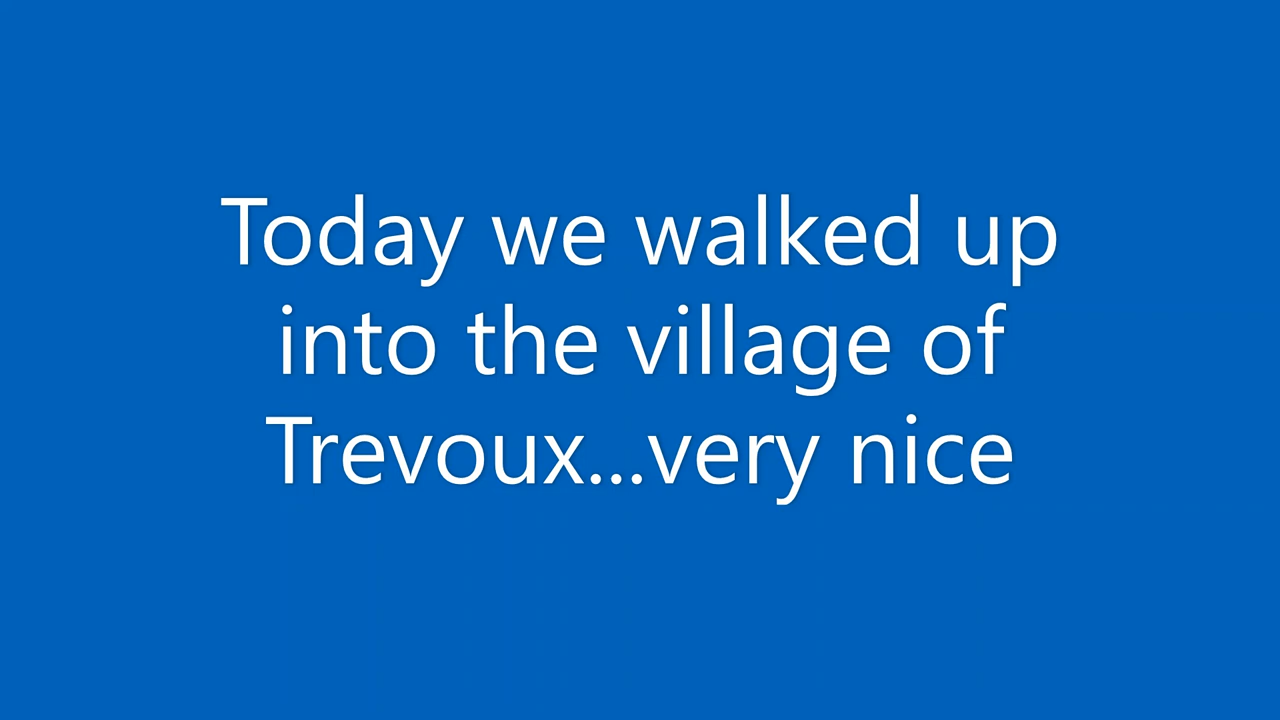 Today we walked up
into the village of
Trevoux...very nice